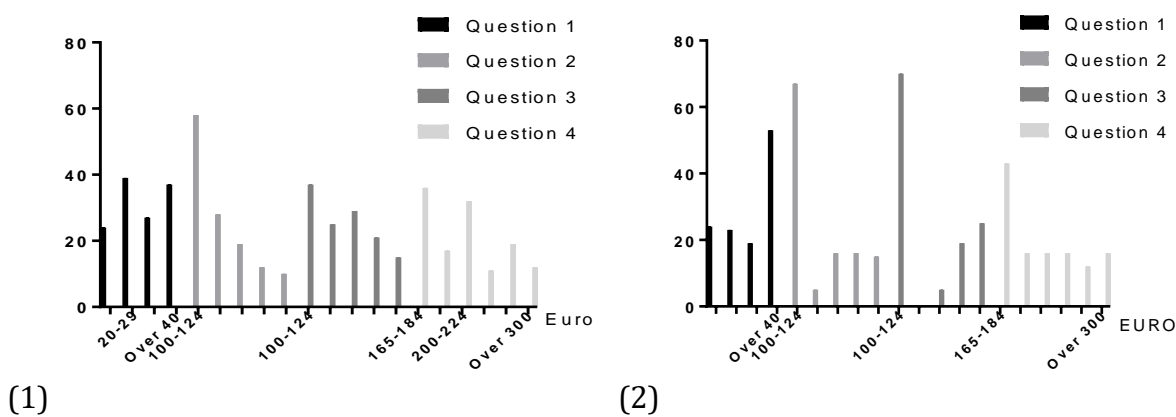 Question 1
Question 2
Question 3
Question 4
80
60
40
20
0
20-29
Over 40
100-124
100-124
165-184
200-224
Over 300
Euro
(1)
Question 1
Question 2
Question 3
Question 4
80
60
40
20
0
Over 40
100-124
100-124
165-184
Over 300
EURO
(2)